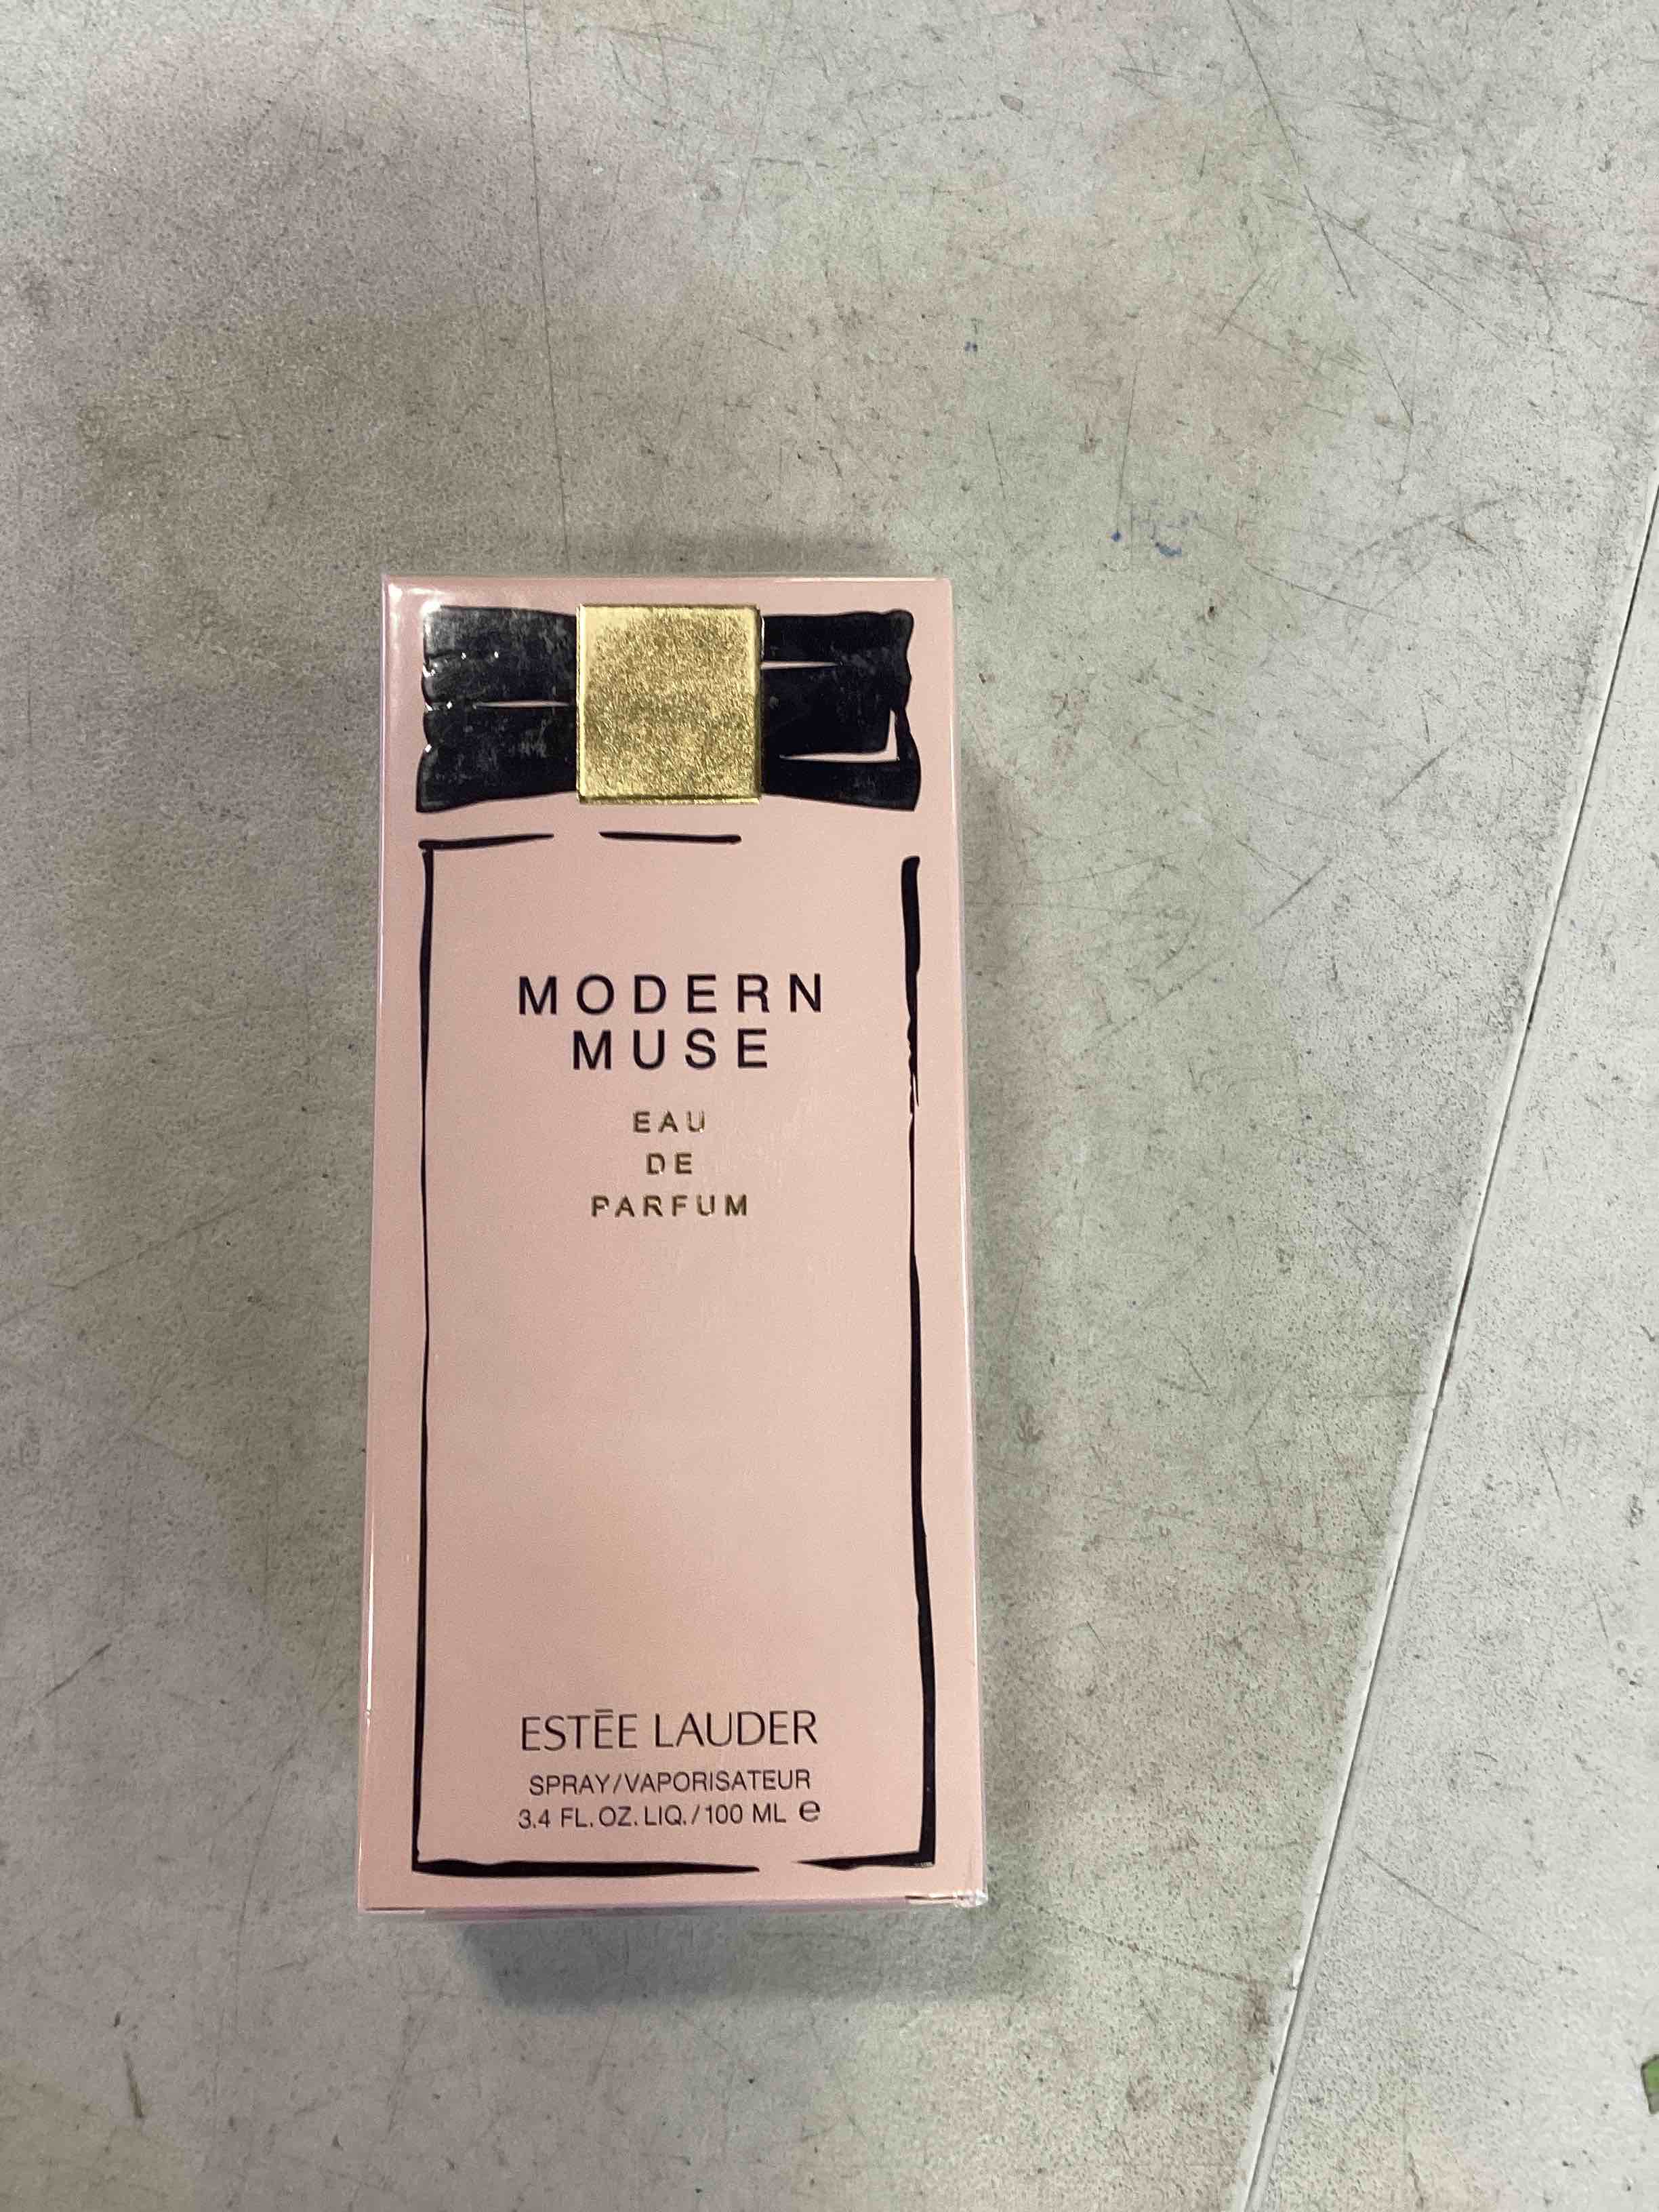 MODERN
MUSE
EAU
DE
PARFUM
ESTĒE LAUDER
SPRAY/VAPORISATEUR
3.4 FL. OZ. LIQ. / 100 ML ℮